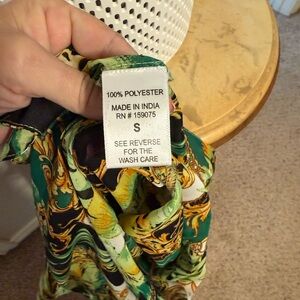 100% POLYESTER
MADE IN INDIA
RN # 159075
S
SEE REVERSE
FOR THE
WASH CARE